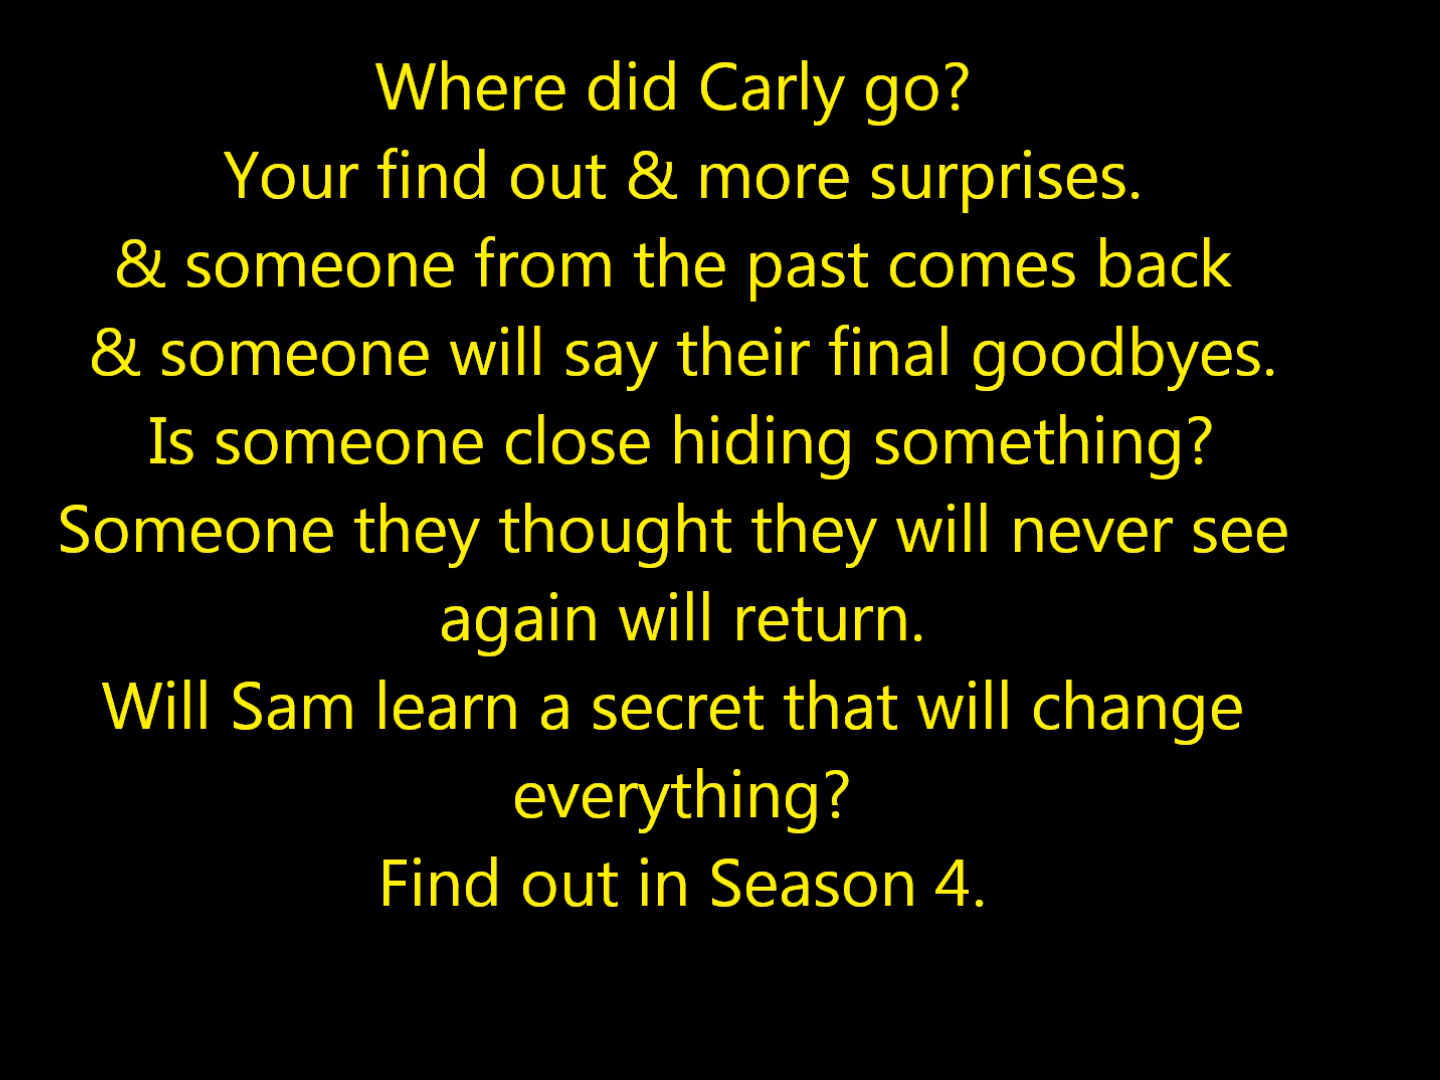 Where did Carly go?
Your find out & more surprises.
& someone from the past comes back
& someone will say their final goodbyes.
Is someone close hiding something?
Someone they thought they will never see
again will return.
Will Sam learn a secret that will change
everything?
Find out in Season 4.